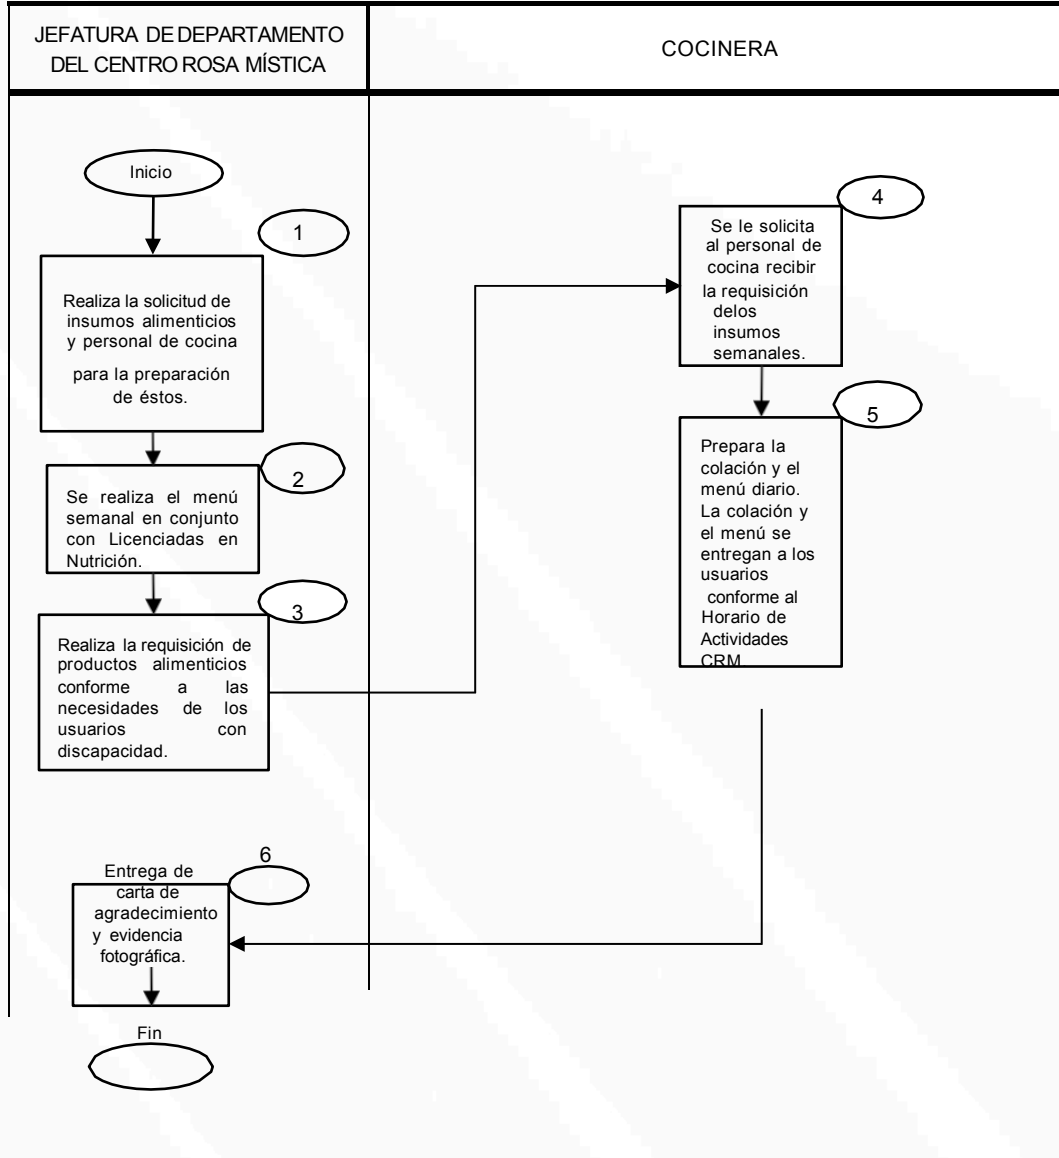 JEFATURA DE DEPARTAMENTO
DEL CENTRO ROSA MÍSTICA
COCINERA
Inicio
1
Realiza la solicitud de
insumos alimenticios
y personal de cocina
para la preparación
de éstos.
2
Se realiza el menú
semanal en conjunto
con Licenciadas en
Nutrición.
3
Realiza la requisición de
productos alimenticios
conforme a las
necesidades de los
usuarios con
discapacidad.
4
Se le solicita
al personal de
cocina recibir
la requisición
delos
insumos
semanales.
5
Prepara la
colación y el
menú diario.
La colación y
el menú se
entregan a los
usuarios
conforme al
Horario de
Actividades
CRM
6
Entrega de
carta de
agradecimiento
y evidencia
fotográfica.
Fin